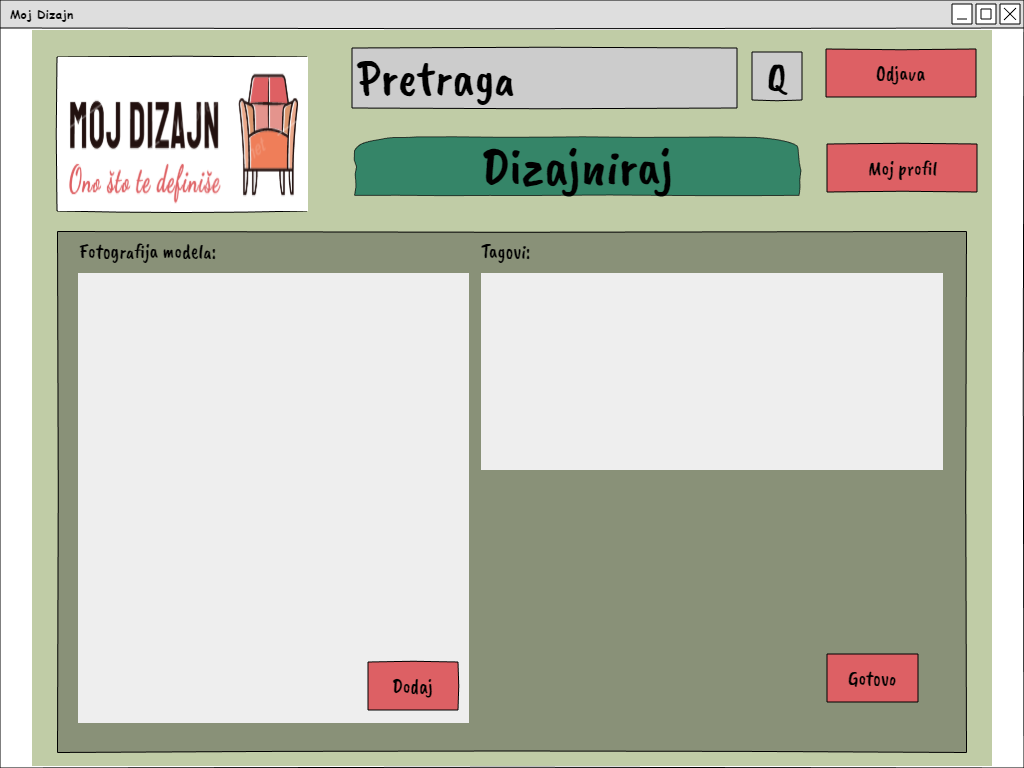 Moj Dizajn
MOJ DIZAJN
Ono što te definiše
Pretraga
Q
Odjava
Dizajniraj
Moj profil
Fotografija modela:
Tagovi:
Dodaj
Gotovo